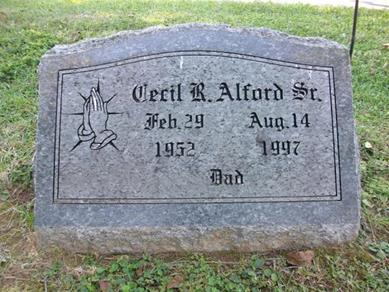 Cecil R. Alford Sr.
Feb. 29 Aug. 14
1952 1997
Dad